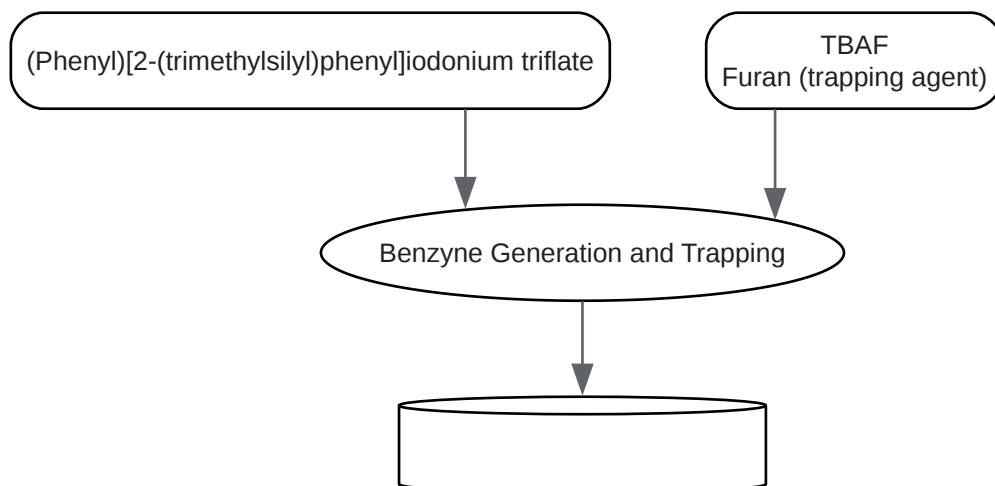 (Phenyl)[2-(trimethylsilyl)phenyl]iodonium triflate
TBAF
Furan (trapping agent)
Benzyne Generation and Trapping